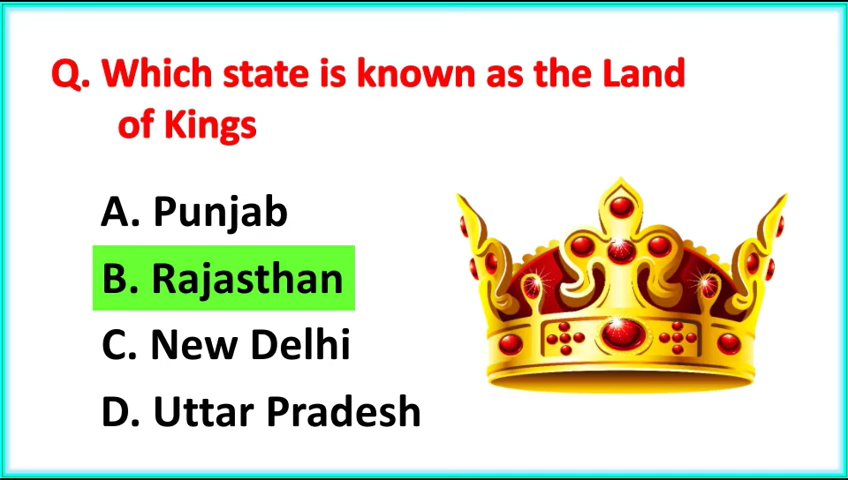 Q. Which state is known as the Land
of Kings
A. Punjab
B. Rajasthan
C. New Delhi
D. Uttar Pradesh